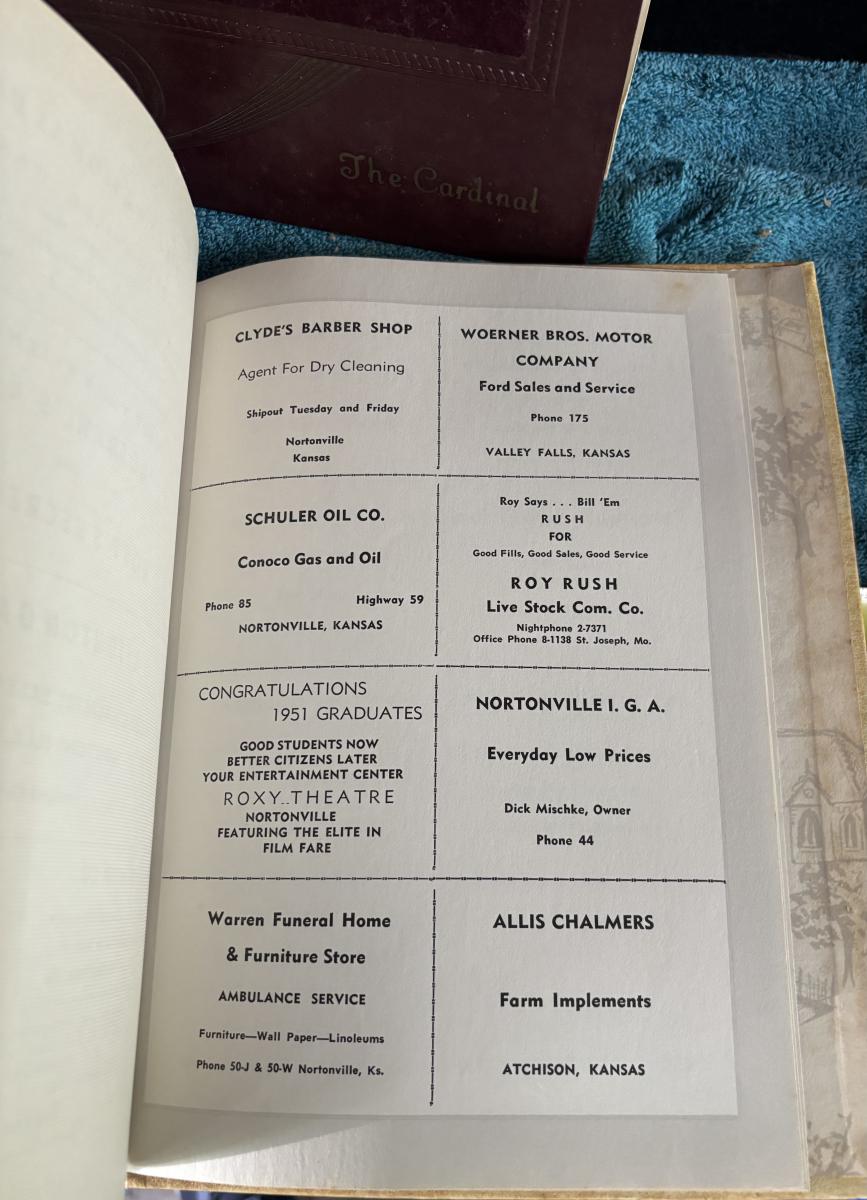 The Cardinal
CLYDE'S BARBER SHOP
Agent For Dry Cleaning
Shipout Tuesday and Friday
Nortonville
Kansas
WOERNER BROS. MOTOR
COMPANY
Ford Sales and Service
Phone 175
VALLEY FALLS, KANSAS
SCHULER OIL CO.
Conoco Gas and Oil
Phone 85 Highway 59
NORTONVILLE, KANSAS
Roy Says . . . Bill 'Em
RUSH
FOR
Good Fills, Good Sales, Good Service
ROY RUSH
Live Stock Com. Co.
Nightphone 2-7371
Office Phone 8-1138 St. Joseph, Mo.
CONGRATULATIONS
1951 GRADUATES
GOOD STUDENTS NOW
BETTER CITIZENS LATER
YOUR ENTERTAINMENT CENTER
ROXY..THEATRE
NORTONVILLE
FEATURING THE ELITE IN
FILM FARE
NORTONVILLE I. G. A.
Everyday Low Prices
Dick Mischke, Owner
Phone 44
Warren Funeral Home
& Furniture Store
AMBULANCE SERVICE
Furniture—Wall Paper—Linoleums
Phone 50-J & 50-W Nortonville, Ks.
ALLIS CHALMERS
Farm Implements
ATCHISON, KANSAS